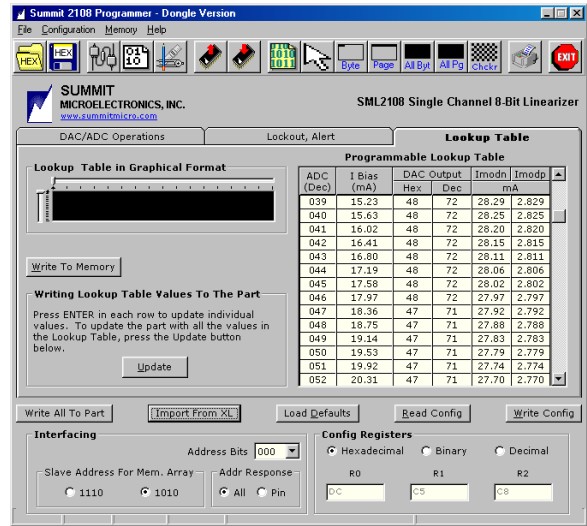 Summit 2108 Programmer - Dongle Version
File Configuration Memory Help
HEX HEX 01 10 1010 1011 Byte Page All Byt All Pg Chckr EXIT
SUMMIT
MICROELECTRONICS, INC.
www.summitmicro.com
SML2108 Single Channel 8-Bit Linearizer
DAC/ADC Operations Lockout, Alert Lookup Table
Lookup Table in Graphical Format
Write To Memory
Writing Lookup Table Values To The Part
Press ENTER in each row to update individual
values. To update the part with all the values in
the Lookup Table, press the Update button
below.
Update
Programmable Lookup Table
ADC I Bias DAC Output Imodn Imodp
(Dec) (mA) Hex Dec mA
039 15.23 48 72 28.29 2.829
040 15.63 48 72 28.25 2.825
041 16.02 48 72 28.20 2.820
042 16.41 48 72 28.15 2.815
043 16.80 48 72 28.11 2.811
044 17.19 48 72 28.06 2.806
045 17.58 48 72 28.02 2.802
046 17.97 48 72 27.97 2.797
047 18.36 47 71 27.92 2.792
048 18.75 47 71 27.88 2.788
049 19.14 47 71 27.83 2.783
050 19.53 47 71 27.79 2.779
051 19.92 47 71 27.74 2.774
052 20.31 47 71 27.70 2.770
Write All To Part Import From XL Load Defaults Read Config Write Config
Interfacing
Address Bits 000
Slave Address For Mem. Array
1110 1010
Addr Response
All Pin
Config Registers
Hexadecimal Binary Decimal
R0 R1 R2
DC C5 C8